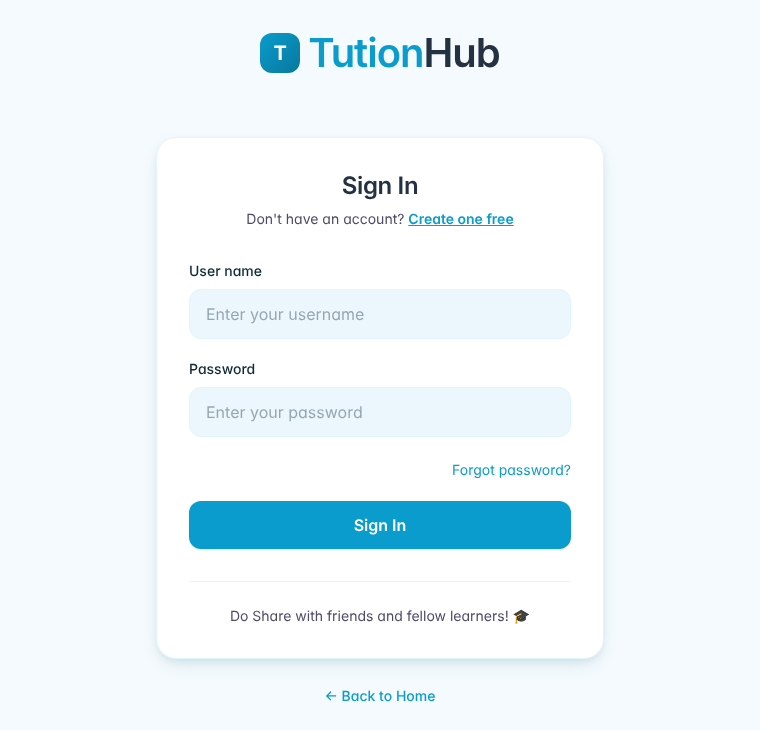 T TutionHub
Sign In
Don't have an account? Create one free
User name
Enter your username
Password
Enter your password
Forgot password?
Sign In
Do Share with friends and fellow learners! 🎓
← Back to Home